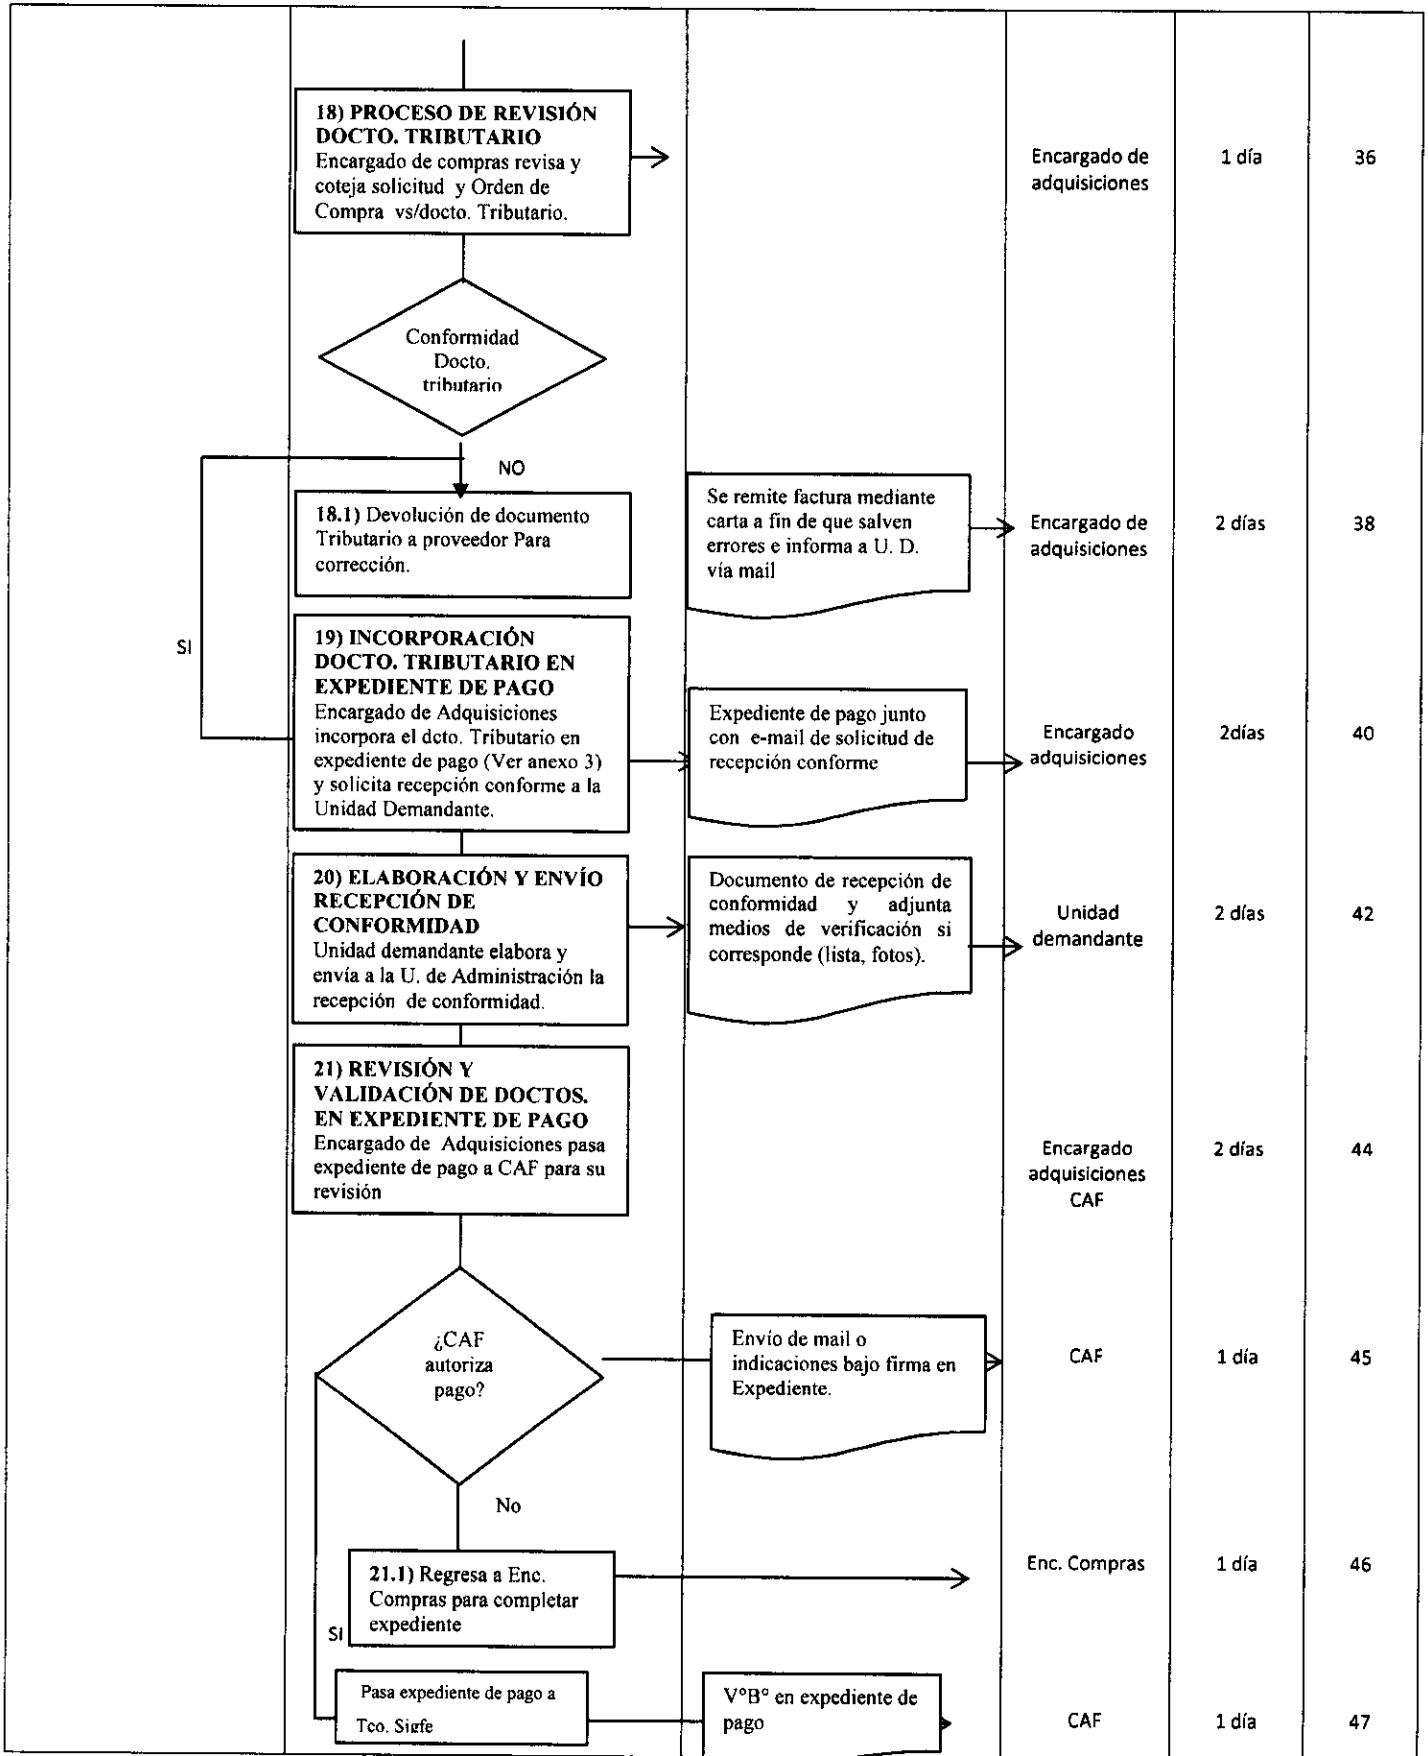 18) PROCESO DE REVISIÓN
DOCTO. TRIBUTARIO
Encargado de compras revisa y
coteja solicitud y Orden de
Compra vs/docto. Tributario.
Encargado de
adquisiciones
1 día
36
Conformidad
Docto.
tributario
NO
18.1) Devolución de documento
Tributario a proveedor Para
corrección.
Se remite factura mediante
carta a fin de que salven
errores e informa a U. D.
vía mail
Encargado de
adquisiciones
2 días
38
SI
19) INCORPORACIÓN
DOCTO. TRIBUTARIO EN
EXPEDIENTE DE PAGO
Encargado de Adquisiciones
incorpora el dcto. Tributario en
expediente de pago (Ver anexo 3)
y solicita recepción conforme a la
Unidad Demandante.
Expediente de pago junto
con e-mail de solicitud de
recepción conforme
Encargado
adquisiciones
2días
40
20) ELABORACIÓN Y ENVÍO
RECEPCIÓN DE
CONFORMIDAD
Unidad demandante elabora y
envía a la U. de Administración la
recepción de conformidad.
Documento de recepción de
conformidad y adjunta
medios de verificación si
corresponde (lista, fotos).
Unidad
demandante
2 días
42
21) REVISIÓN Y
VALIDACIÓN DE DOCTOS.
EN EXPEDIENTE DE PAGO
Encargado de Adquisiciones pasa
expediente de pago a CAF para su
revisión
Encargado
adquisiciones
CAF
2 días
44
¿CAF
autoriza
pago?
Envío de mail o
indicaciones bajo firma en
Expediente.
CAF
1 día
45
No
21.1) Regresa a Enc.
Compras para completar
expediente
Enc. Compras
1 día
46
SI
Pasa expediente de pago a
Tco. Sigfe
V°B° en expediente de
pago
CAF
1 día
47